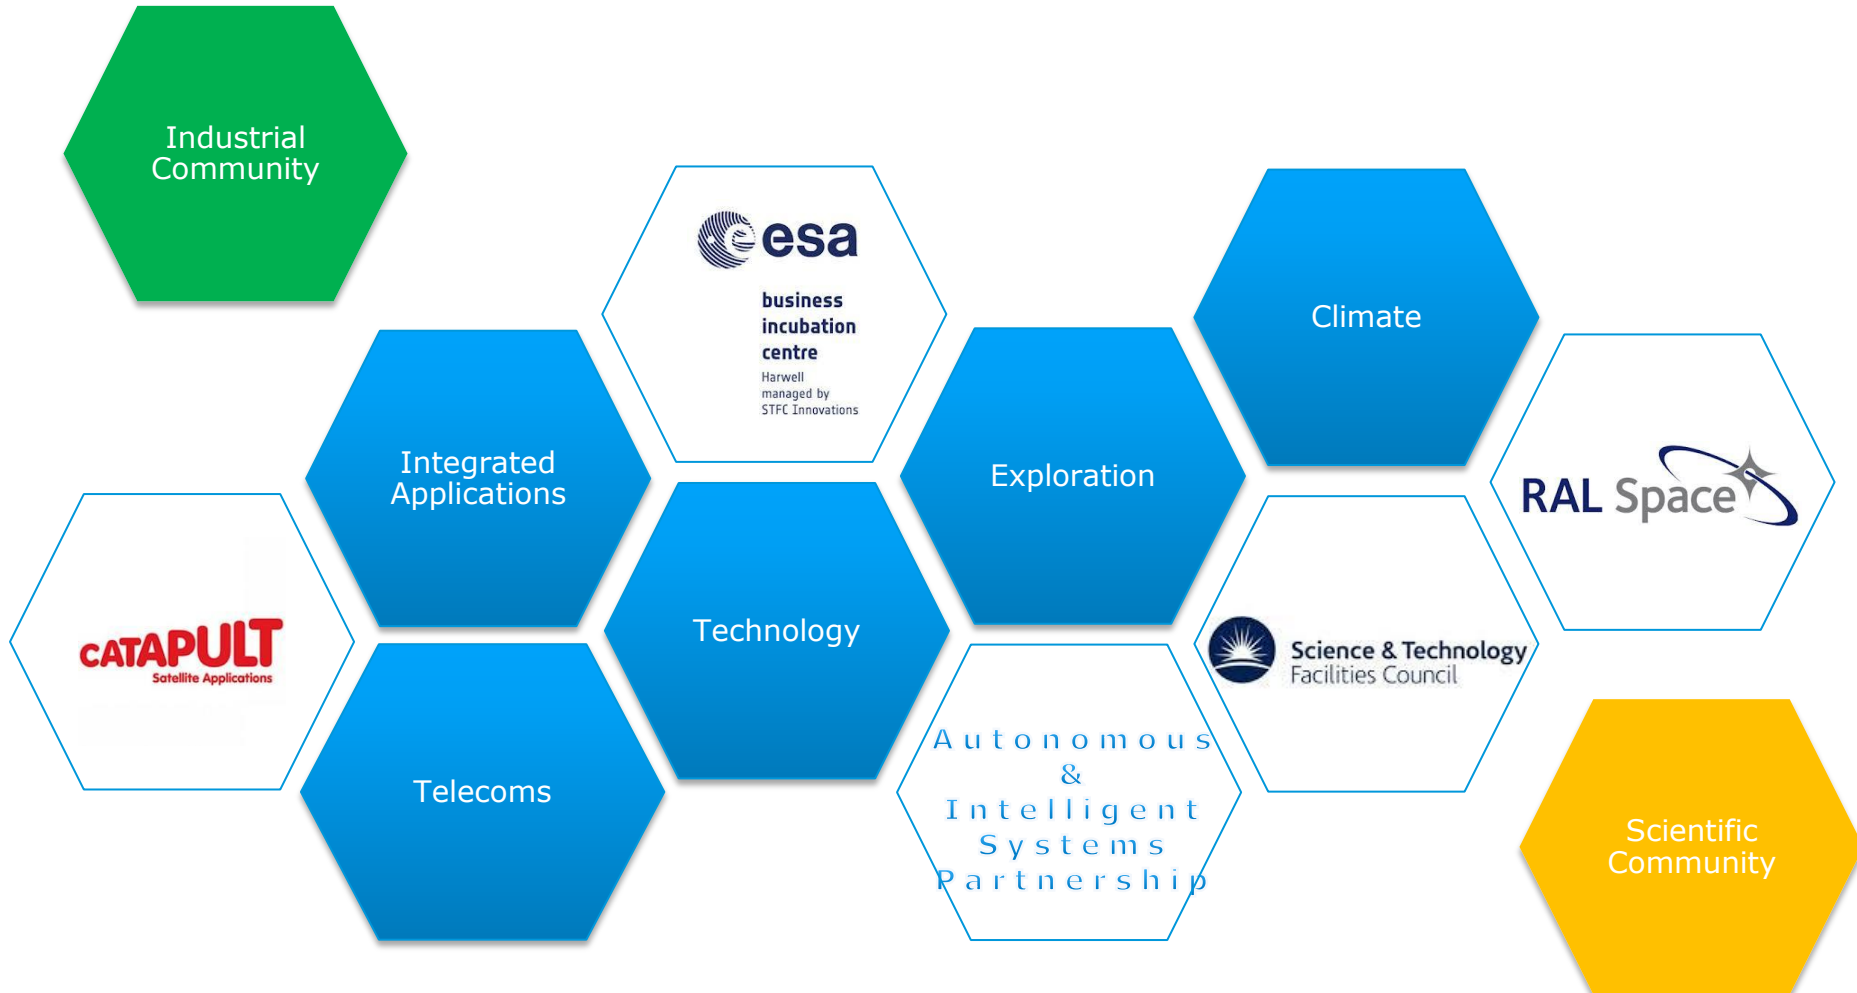 Industrial
Community
esa
business
incubation
centre
Harwell
managed by
STFC Innovations
Climate
Integrated
Applications
Exploration
RAL Space
CATAPULT
Satellite Applications
Technology
Science & Technology
Facilities Council
Telecoms
Autonomous
&
Intelligent
Systems
Partnership
Scientific
Community